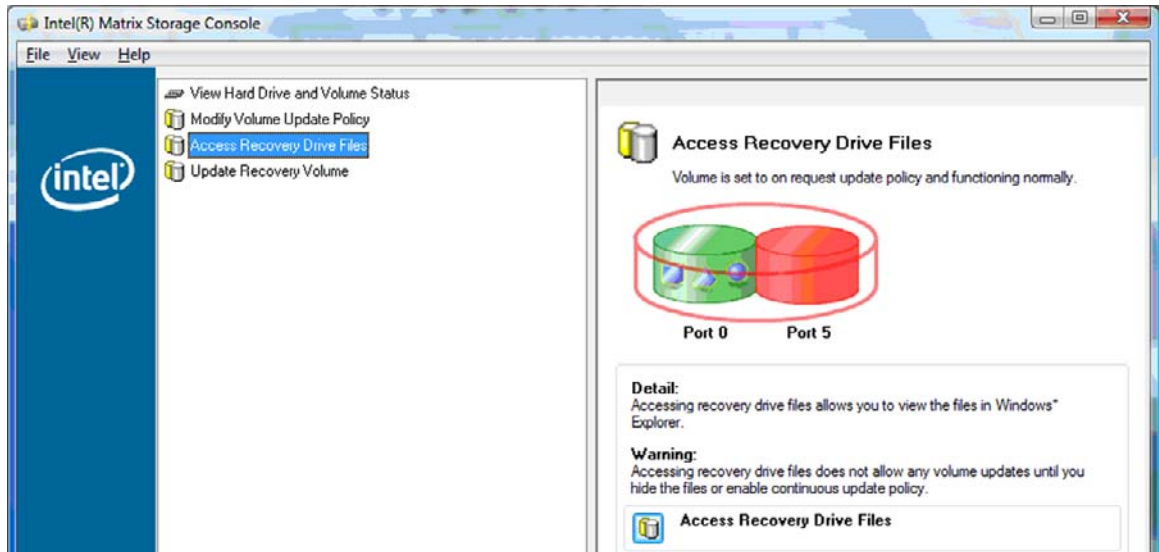 Intel(R) Matrix Storage Console
File View Help
intel
View Hard Drive and Volume Status
Modify Volume Update Policy
Access Recovery Drive Files
Update Recovery Volume
Access Recovery Drive Files
Volume is set to on request update policy and functioning normally.
Port 0 Port 5
Detail:
Accessing recovery drive files allows you to view the files in Windows*
Explorer.
Warning:
Accessing recovery drive files does not allow any volume updates until you
hide the files or enable continuous update policy.
Access Recovery Drive Files